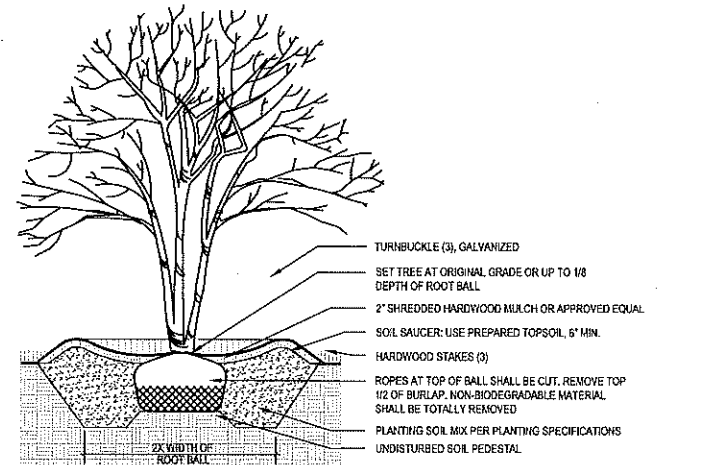 TURNBUCKLE (3), GALVANIZED
SET TREE AT ORIGINAL GRADE OR UP TO 1/8
DEPTH OF ROOT BALL
2" SHREDDED HARDWOOD MULCH OR APPROVED EQUAL
SOIL SAUCER: USE PREPARED TOPSOIL, 6" MIN.
HARDWOOD STAKES (3)
ROPES AT TOP OF BALL SHALL BE CUT. REMOVE TOP
1/2 OF BURLAP. NON-BIODEGRADABLE MATERIAL
SHALL BE TOTALLY REMOVED
PLANTING SOIL MIX PER PLANTING SPECIFICATIONS
UNDISTURBED SOIL PEDESTAL
2X WIDTH OF
ROOT BALL